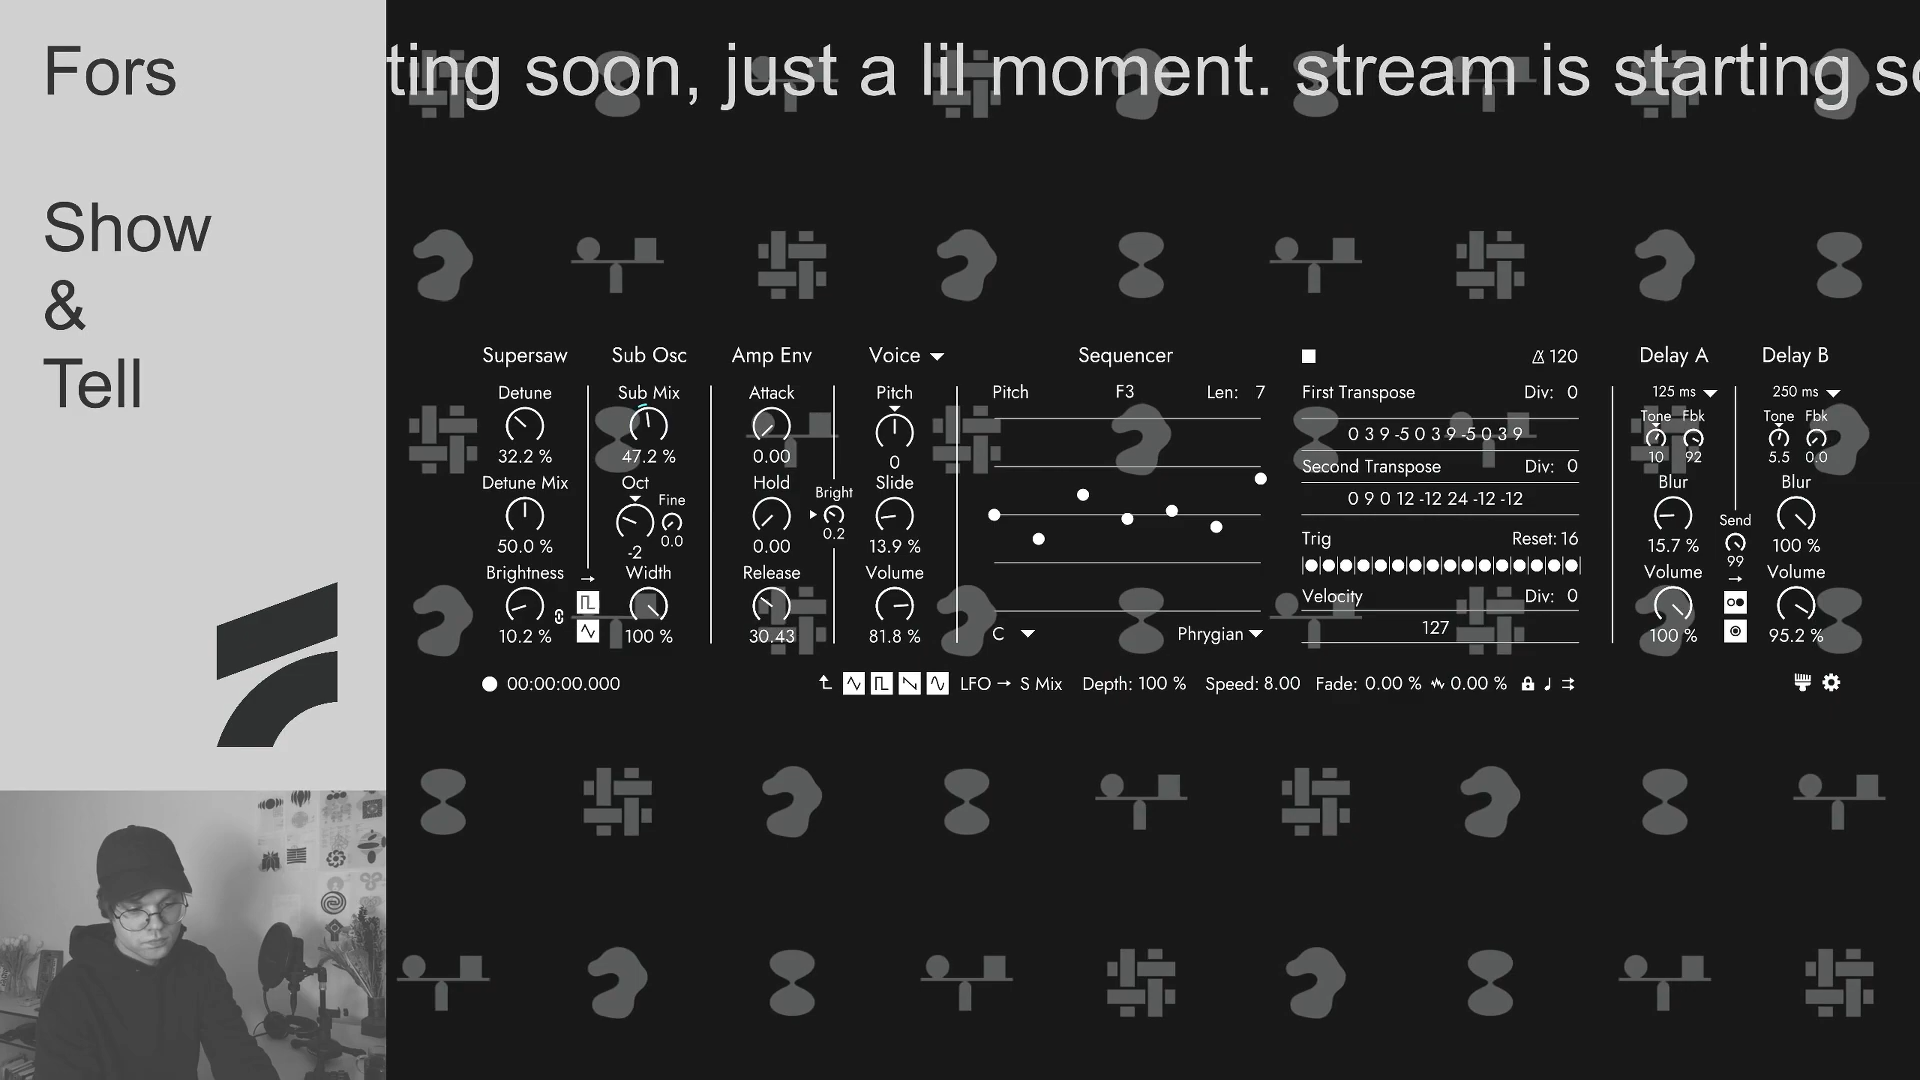 Fors
Show
&
Tell
ting soon, just a lil moment. stream is starting so
Supersaw
Detune
32.2 %
Detune Mix
50.0 %
Brightness
10.2 %
Sub Osc
Sub Mix
47.2 %
Oct
Fine
-2
0.0
Width
100 %
Amp Env
Attack
0.00
Hold
0.00
Release
30.43
Bright
0.2
Voice
Pitch
0
Slide
13.9 %
Volume
81.8 %
Sequencer
Pitch F3 Len: 7
C Phrygian
120
First Transpose Div: 0
0 3 9 -5 0 3 9 -5 0 3 9
Second Transpose Div: 0
0 9 0 12 -12 24 -12 -12
Trig Reset: 16
Velocity Div: 0
127
Delay A
125 ms
Tone Fbk
10 92
Blur
15.7 %
Volume
100 %
Send
99
Delay B
250 ms
Tone Fbk
5.5 0.0
Blur
100 %
Volume
95.2 %
00:00:00.000
LFO → S Mix Depth: 100 % Speed: 8.00 Fade: 0.00 % 0.00 %